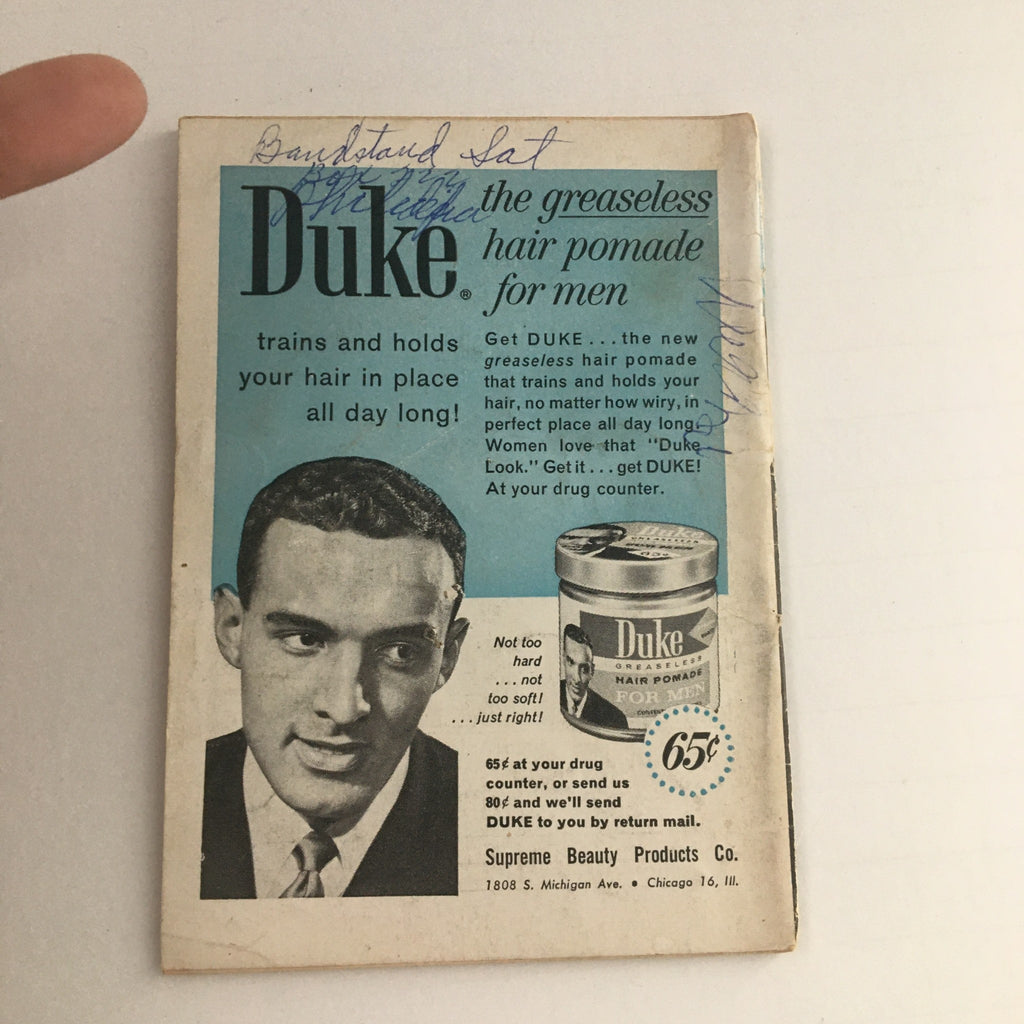 Bandstand Sat
Box
Duke®
the greaseless
hair pomade
for men
trains and holds
your hair in place
all day long!
Get DUKE...the new
greaseless hair pomade
that trains and holds your
hair, no matter how wiry, in
perfect place all day long.
Women love that "Duke
Look." Get it...get DUKE!
At your drug counter.
Duke
GREASELESS
Duke
GREASELESS
HAIR POMADE
FOR MEN
Not too
hard
...not
too soft!
...just right!
65¢
65¢ at your drug
counter, or send us
80¢ and we'll send
DUKE to you by return mail.
Supreme Beauty Products Co.
1808 S. Michigan Ave. • Chicago 16, Ill.